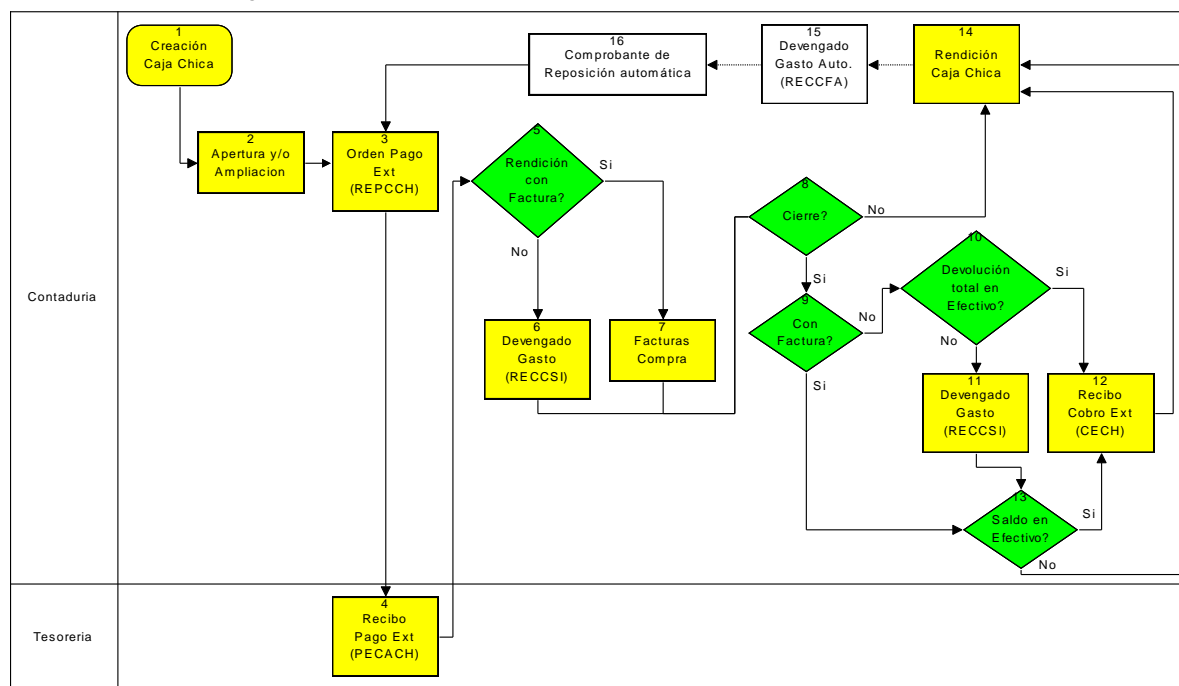 1
Creación
Caja Chica
2
Apertura y/o
Ampliacion
3
Orden Pago
Ext
(REPCCH)
16
Comprobante de
Reposición automática
15
Devengado
Gasto Auto.
(RECCFA)
14
Rendición
Caja Chica
5
Rendición
con
Factura?
Si
No
6
Devengado
Gasto
(RECCSI)
7
Facturas
Compra
8
Cierre?
No
Si
9
Con
Factura?
No
Si
10
Devolución
total en
Efectivo?
Si
No
11
Devengado
Gasto
(RECCSI)
12
Recibo
Cobro Ext
(CECH)
13
Saldo en
Efectivo?
Si
No
Contaduria
Tesoreria
4
Recibo
Pago Ext
(PECACH)